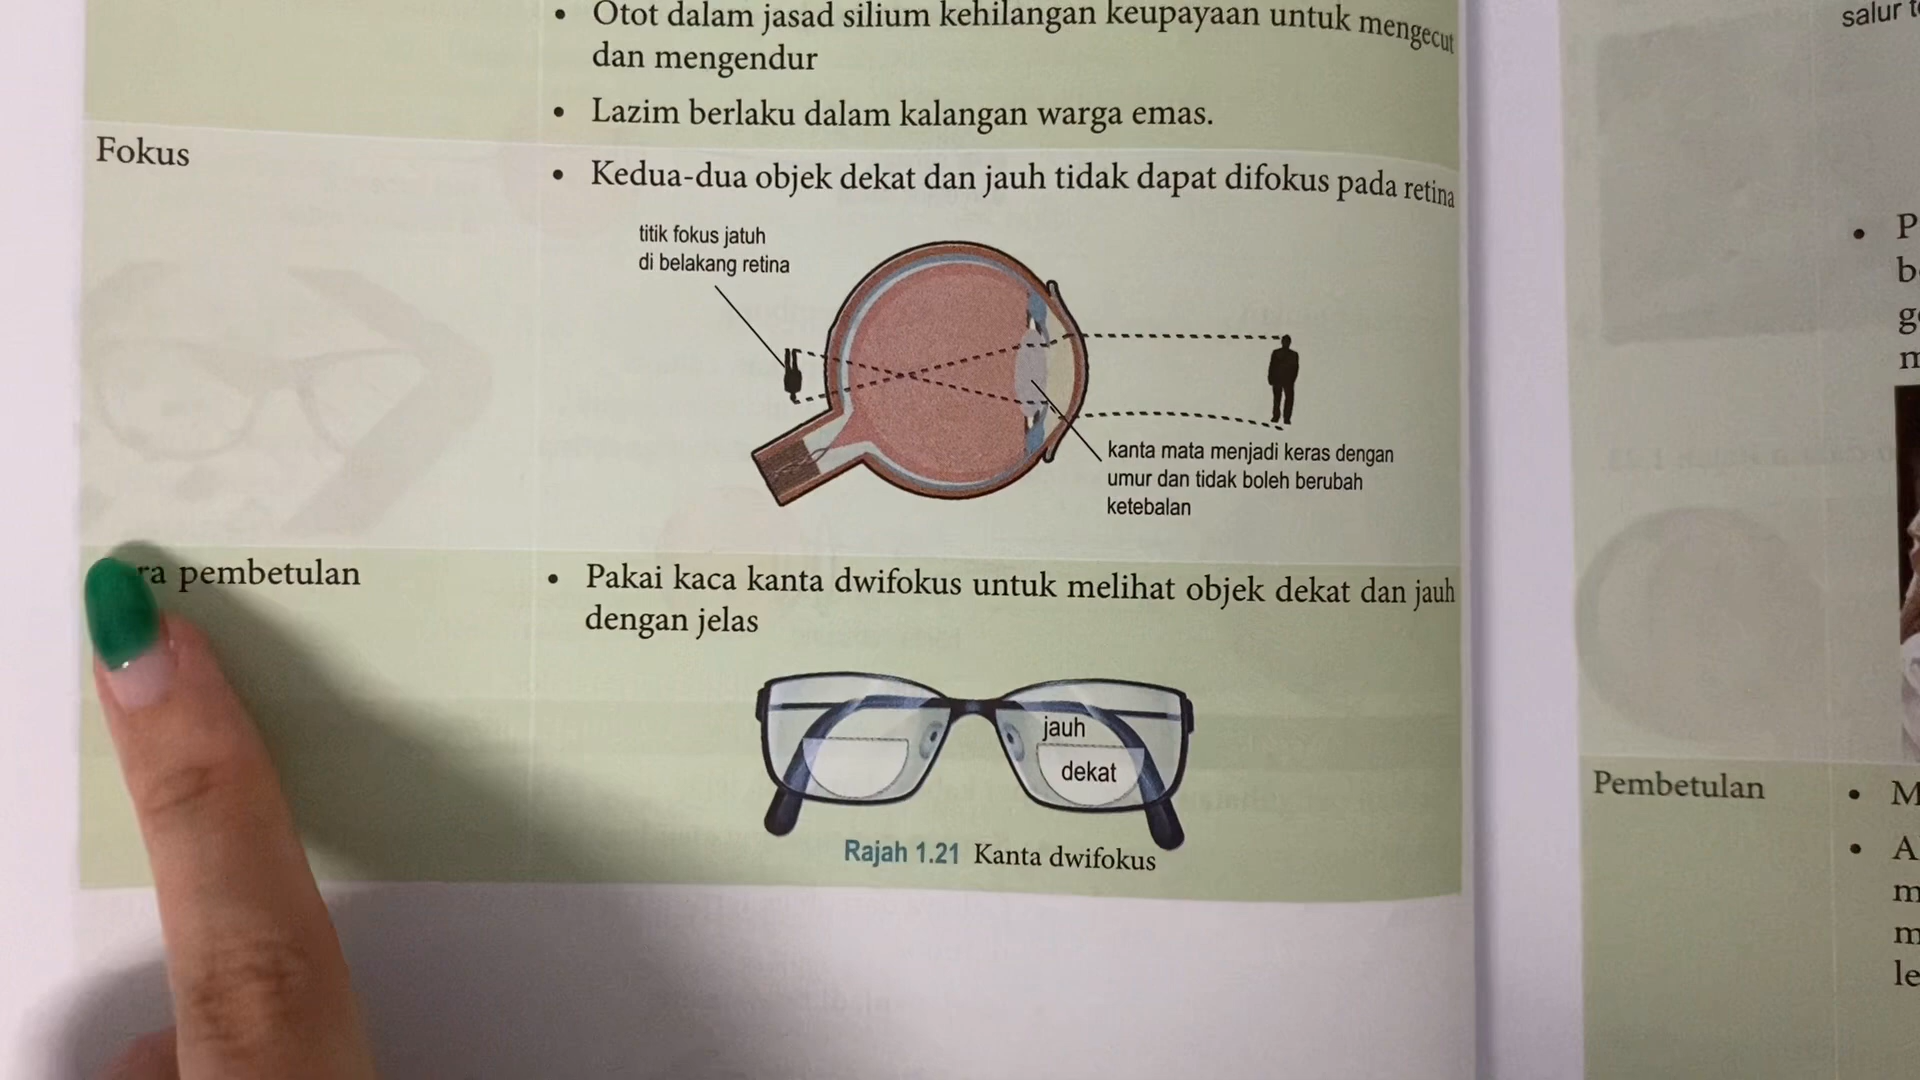 • Otot dalam jasad silium kehilangan keupayaan untuk mengecut
dan mengendur
• Lazim berlaku dalam kalangan warga emas.
Fokus
• Kedua-dua objek dekat dan jauh tidak dapat difokus pada retina
titik fokus jatuh
di belakang retina
kanta mata menjadi keras dengan
umur dan tidak boleh berubah
ketebalan
ra pembetulan
• Pakai kaca kanta dwifokus untuk melihat objek dekat dan jauh
dengan jelas
jauh
dekat
Rajah 1.21 Kanta dwifokus
salur
Pembetulan